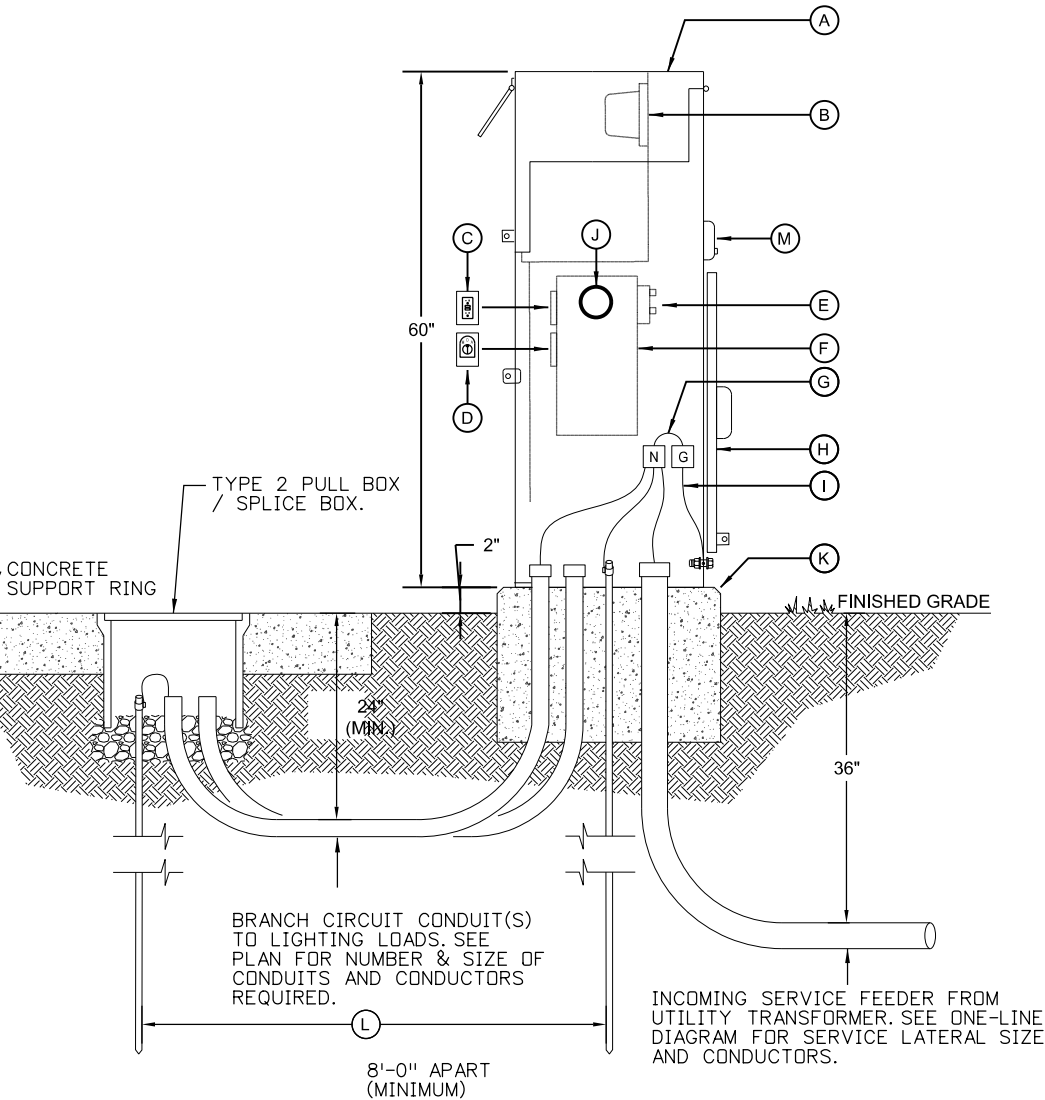 A
B
C
J
M
E
60"
F
D
G
H
N
G
I
TYPE 2 PULL BOX
/ SPLICE BOX.
2"
K
CONCRETE
SUPPORT RING
FINISHED GRADE
24"
(MIN.)
36"
BRANCH CIRCUIT CONDUIT(S)
TO LIGHTING LOADS. SEE
PLAN FOR NUMBER & SIZE OF
CONDUITS AND CONDUCTORS
REQUIRED.
INCOMING SERVICE FEEDER FROM
UTILITY TRANSFORMER. SEE ONE-LINE
DIAGRAM FOR SERVICE LATERAL SIZE
AND CONDUCTORS.
L
8'-0" APART
(MINIMUM)